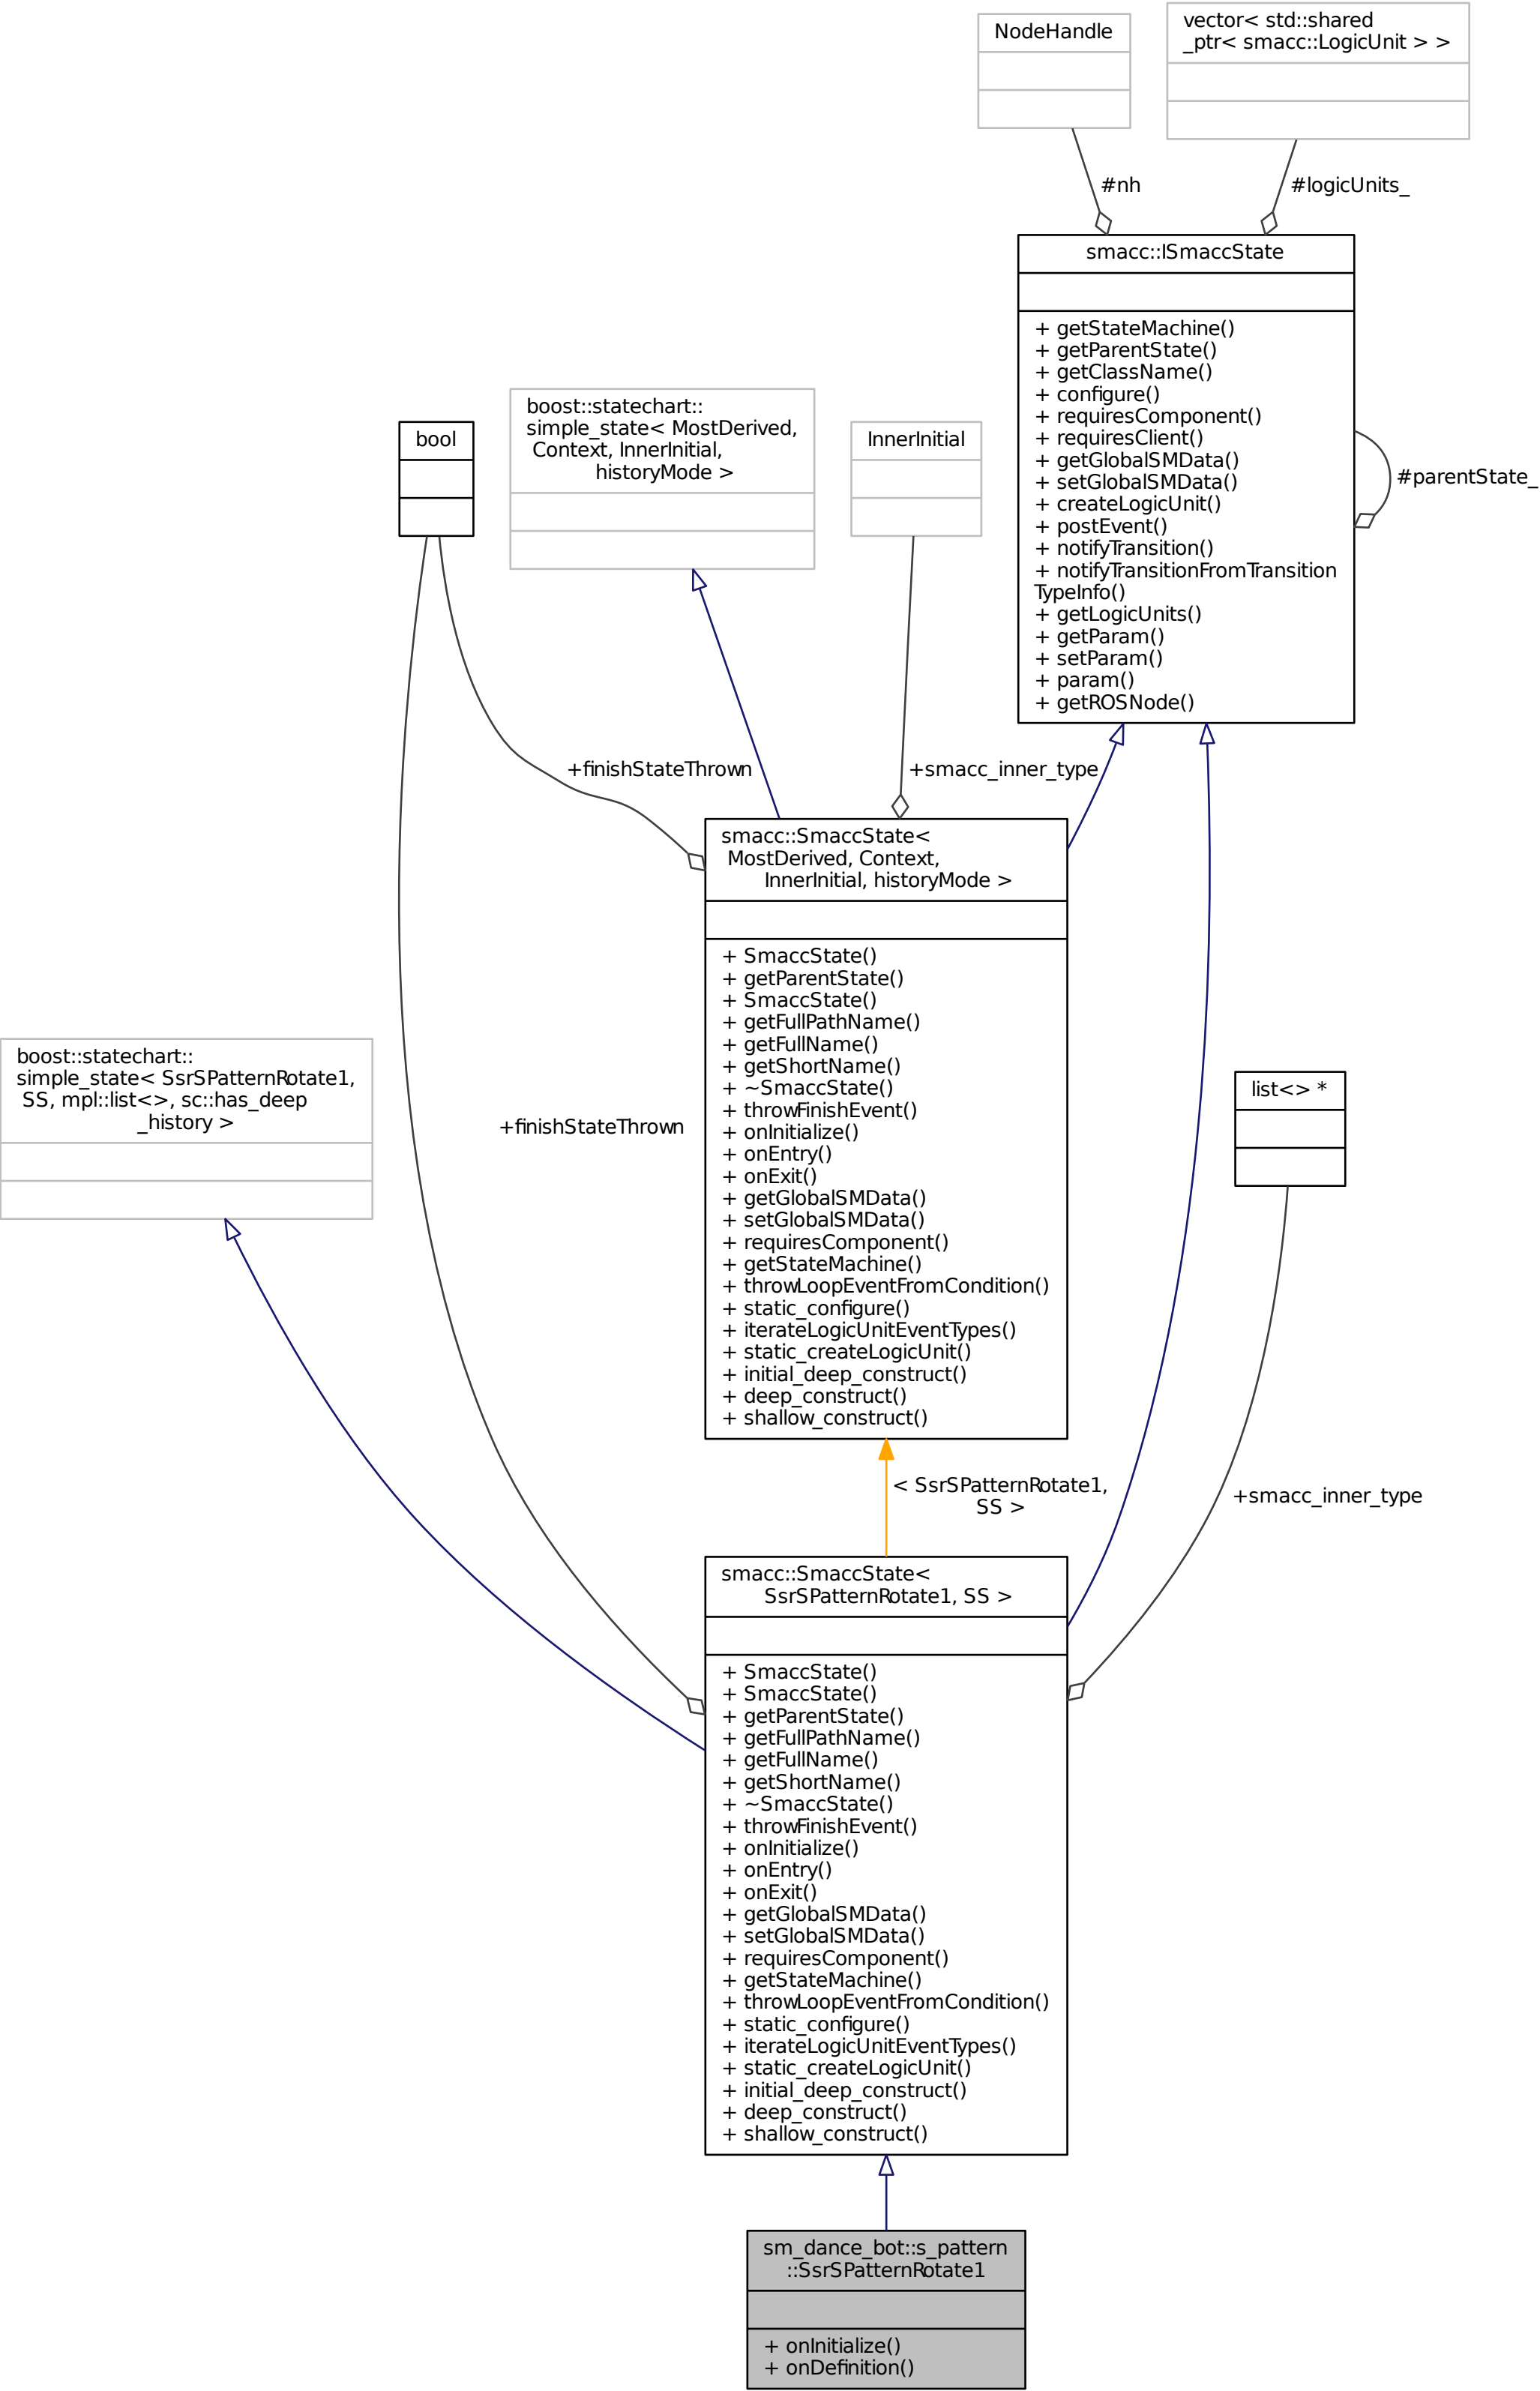 NodeHandle
vector< std::shared
_ptr< smacc::LogicUnit > >
#nh
#logicUnits_
smacc::ISmaccState
+ getStateMachine()
+ getParentState()
+ getClassName()
+ configure()
+ requiresComponent()
+ requiresClient()
+ getGlobalSMData()
+ setGlobalSMData()
+ createLogicUnit()
+ postEvent()
+ notifyTransition()
+ notifyTransitionFromTransition
TypeInfo()
+ getLogicUnits()
+ getParam()
+ setParam()
+ param()
+ getROSNode()
#parentState_
bool
boost::statechart::
simple_state< MostDerived,
Context, InnerInitial,
historyMode >
InnerInitial
+finishStateThrown
+smacc_inner_type
smacc::SmaccState<
MostDerived, Context,
InnerInitial, historyMode >
+ SmaccState()
+ getParentState()
+ SmaccState()
+ getFullPathName()
+ getFullName()
+ getShortName()
+ ~SmaccState()
+ throwFinishEvent()
+ onInitialize()
+ onEntry()
+ onExit()
+ getGlobalSMData()
+ setGlobalSMData()
+ requiresComponent()
+ getStateMachine()
+ throwLoopEventFromCondition()
+ static_configure()
+ iterateLogicUnitEventTypes()
+ static_createLogicUnit()
+ initial_deep_construct()
+ deep_construct()
+ shallow_construct()
boost::statechart::
simple_state< SsrSPatternRotate1,
SS, mpl::list<>, sc::has_deep
_history >
+finishStateThrown
list<> *
< SsrSPatternRotate1,
SS >
+smacc_inner_type
smacc::SmaccState<
SsrSPatternRotate1, SS >
+ SmaccState()
+ SmaccState()
+ getParentState()
+ getFullPathName()
+ getFullName()
+ getShortName()
+ ~SmaccState()
+ throwFinishEvent()
+ onInitialize()
+ onEntry()
+ onExit()
+ getGlobalSMData()
+ setGlobalSMData()
+ requiresComponent()
+ getStateMachine()
+ throwLoopEventFromCondition()
+ static_configure()
+ iterateLogicUnitEventTypes()
+ static_createLogicUnit()
+ initial_deep_construct()
+ deep_construct()
+ shallow_construct()
sm_dance_bot::s_pattern
::SsrSPatternRotate1
+ onInitialize()
+ onDefinition()